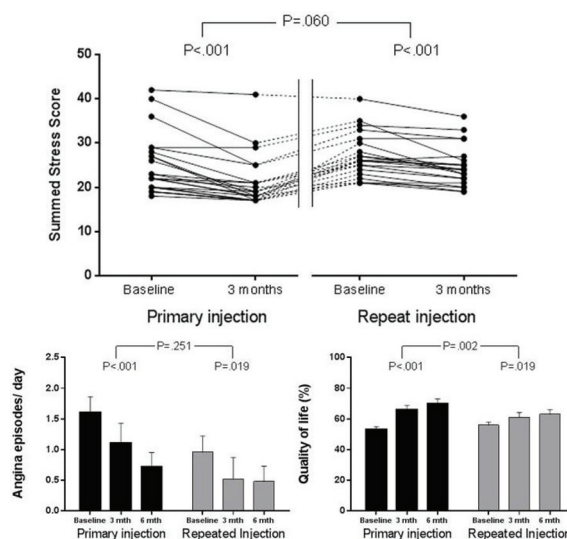 P=.060
P<.001 P<.001
50
40
30
20
10
0
Summed Stress Score
Baseline 3 months Baseline 3 months
Primary injection Repeat injection
P=.251
P<.001 P=.019
2.5
2.0
1.5
1.0
0.5
0.0
Angina episodes/ day
Baseline 3 mth 6 mth Baseline 3 mth 6 mth
Primary injection Repeated Injection
P=.002
P<.001 P=.019
100
80
60
40
20
0
Quality of life (%)
Baseline 3 mth 6 mth Baseline 3 mth 6 mth
Primary injection Repeated Injection